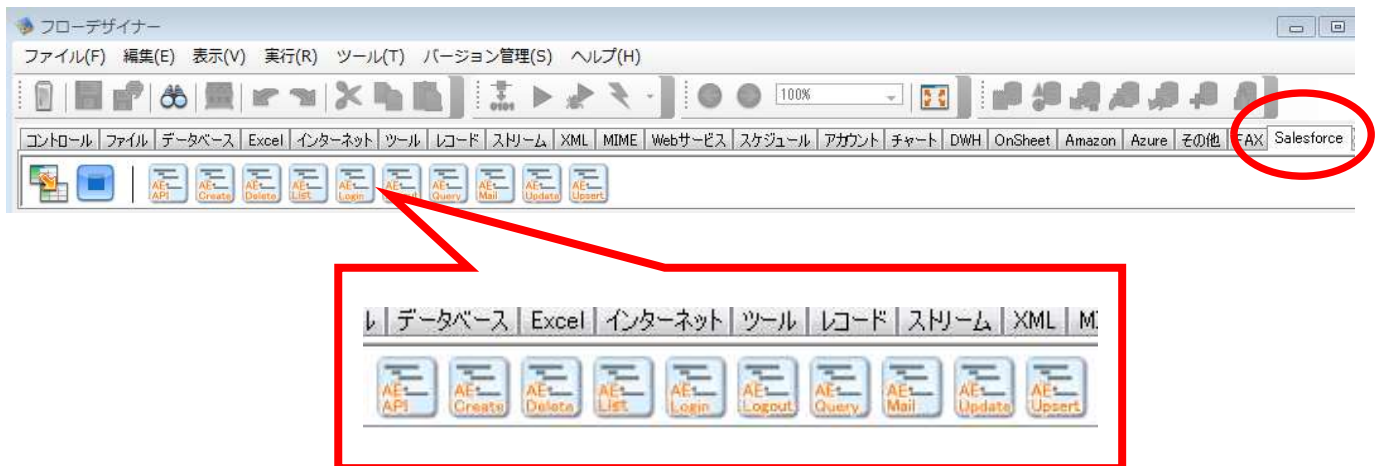 フローデザイナー
ファイル(F) 編集(E) 表示(V) 実行(R) ツール(T) バージョン管理(S) ヘルプ(H)
0101 100%
コントロール ファイル データベース Excel インターネット ツール レコード ストリーム XML MIME Webサービス スケジュール アカウント チャート DWH OnSheet Amazon Azure その他 Salesforce
AE API AE Create AE Delete AE List AE Login AE AE Query AE Mail AE Update AE Upsert
データベース Excel インターネット ツール レコード ストリーム XML
AE API AE Create AE Delete AE List AE Login AE Logout AE Query AE Mail AE Update AE Upsert